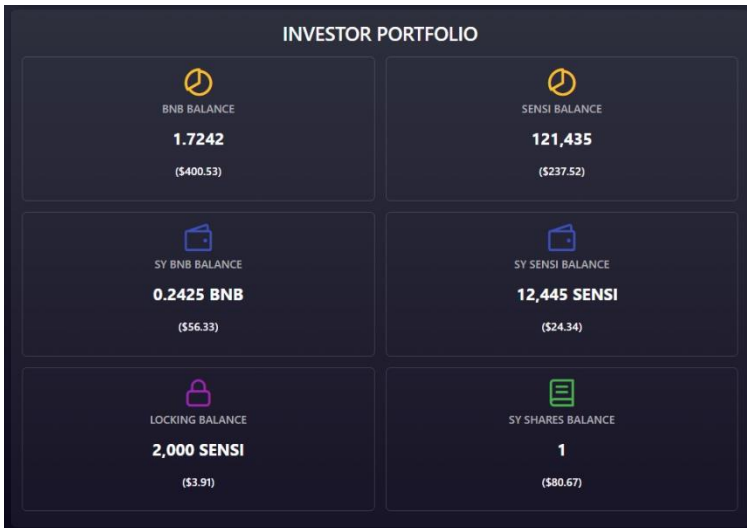 INVESTOR PORTFOLIO
BNB BALANCE
1.7242
($400.53)
SENSI BALANCE
121,435
($237.52)
SY BNB BALANCE
0.2425 BNB
($56.33)
SY SENSI BALANCE
12,445 SENSI
($24.34)
LOCKING BALANCE
2,000 SENSI
($3.91)
SY SHARES BALANCE
1
($80.67)